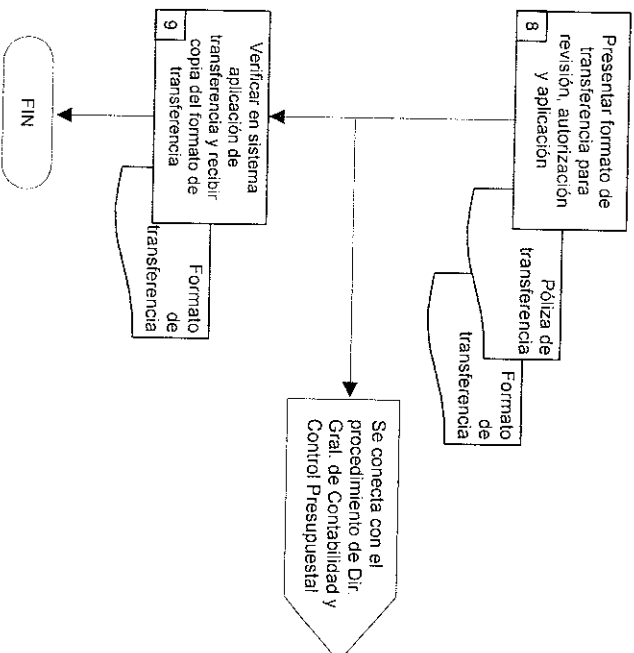 Presentar formato de
transferencia para
revisión, autorización
y aplicación
8
Póliza de
transferencia
Formato
de
transferencia
Se conecta con el
procedimiento de Dir.
Gral. de Contabilidad y
Control Presupuestal
Verificar en sistema
aplicación de
transferencia y recibir
copia del formato de
transferencia
9
Formato
de
transferencia
FIN